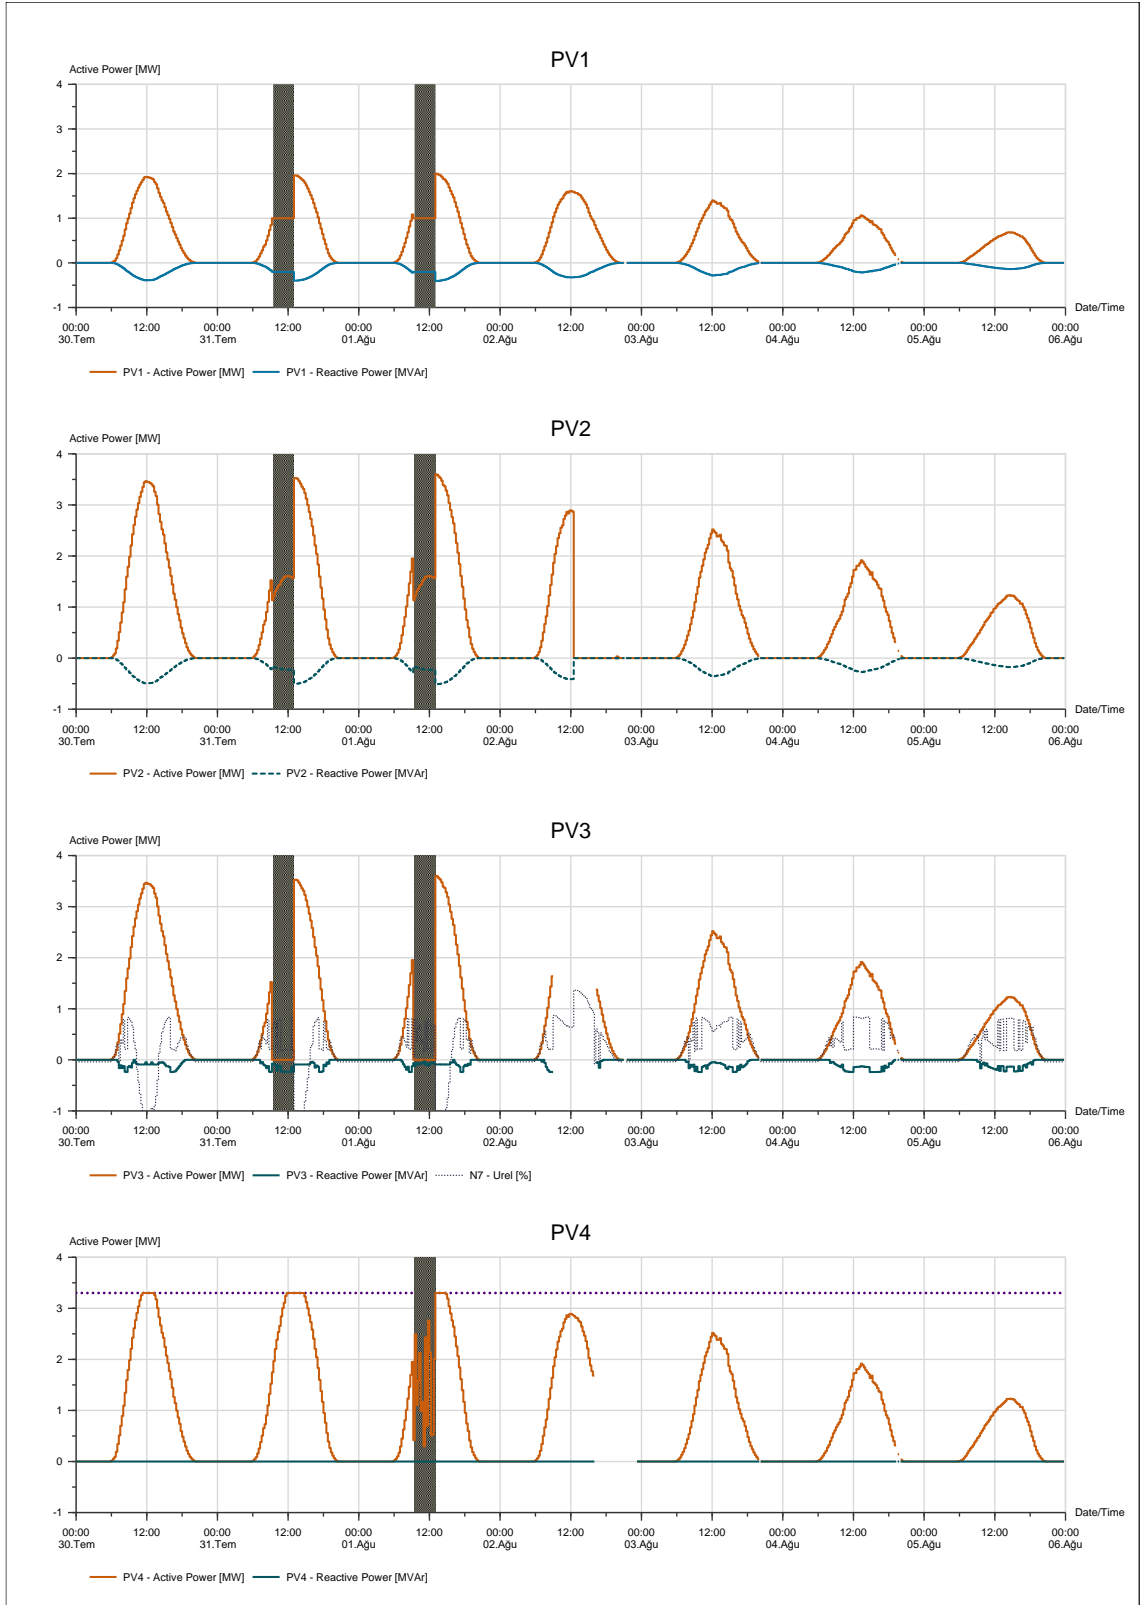 PV1
Active Power [MW]
4
3
2
1
0
-1
Date/Time
00:00 12:00 00:00 12:00 00:00 12:00 00:00 12:00 00:00 12:00 00:00 12:00 00:00 12:00 00:00
30.Tem 31.Tem 01.Ağu 02.Ağu 03.Ağu 04.Ağu 05.Ağu 06.Ağu
PV1 - Active Power [MW] PV1 - Reactive Power [MVAr]
PV2
Active Power [MW]
4
3
2
1
0
-1
Date/Time
00:00 12:00 00:00 12:00 00:00 12:00 00:00 12:00 00:00 12:00 00:00 12:00 00:00 12:00 00:00
30.Tem 31.Tem 01.Ağu 02.Ağu 03.Ağu 04.Ağu 05.Ağu 06.Ağu
PV2 - Active Power [MW] PV2 - Reactive Power [MVAr]
PV3
Active Power [MW]
4
3
2
1
0
-1
Date/Time
00:00 12:00 00:00 12:00 00:00 12:00 00:00 12:00 00:00 12:00 00:00 12:00 00:00 12:00 00:00
30.Tem 31.Tem 01.Ağu 02.Ağu 03.Ağu 04.Ağu 05.Ağu 06.Ağu
PV3 - Active Power [MW] PV3 - Reactive Power [MVAr] N7 - Urel [%]
PV4
Active Power [MW]
4
3
2
1
0
-1
Date/Time
00:00 12:00 00:00 12:00 00:00 12:00 00:00 12:00 00:00 12:00 00:00 12:00 00:00 12:00 00:00
30.Tem 31.Tem 01.Ağu 02.Ağu 03.Ağu 04.Ağu 05.Ağu 06.Ağu
PV4 - Active Power [MW] PV4 - Reactive Power [MVAr]